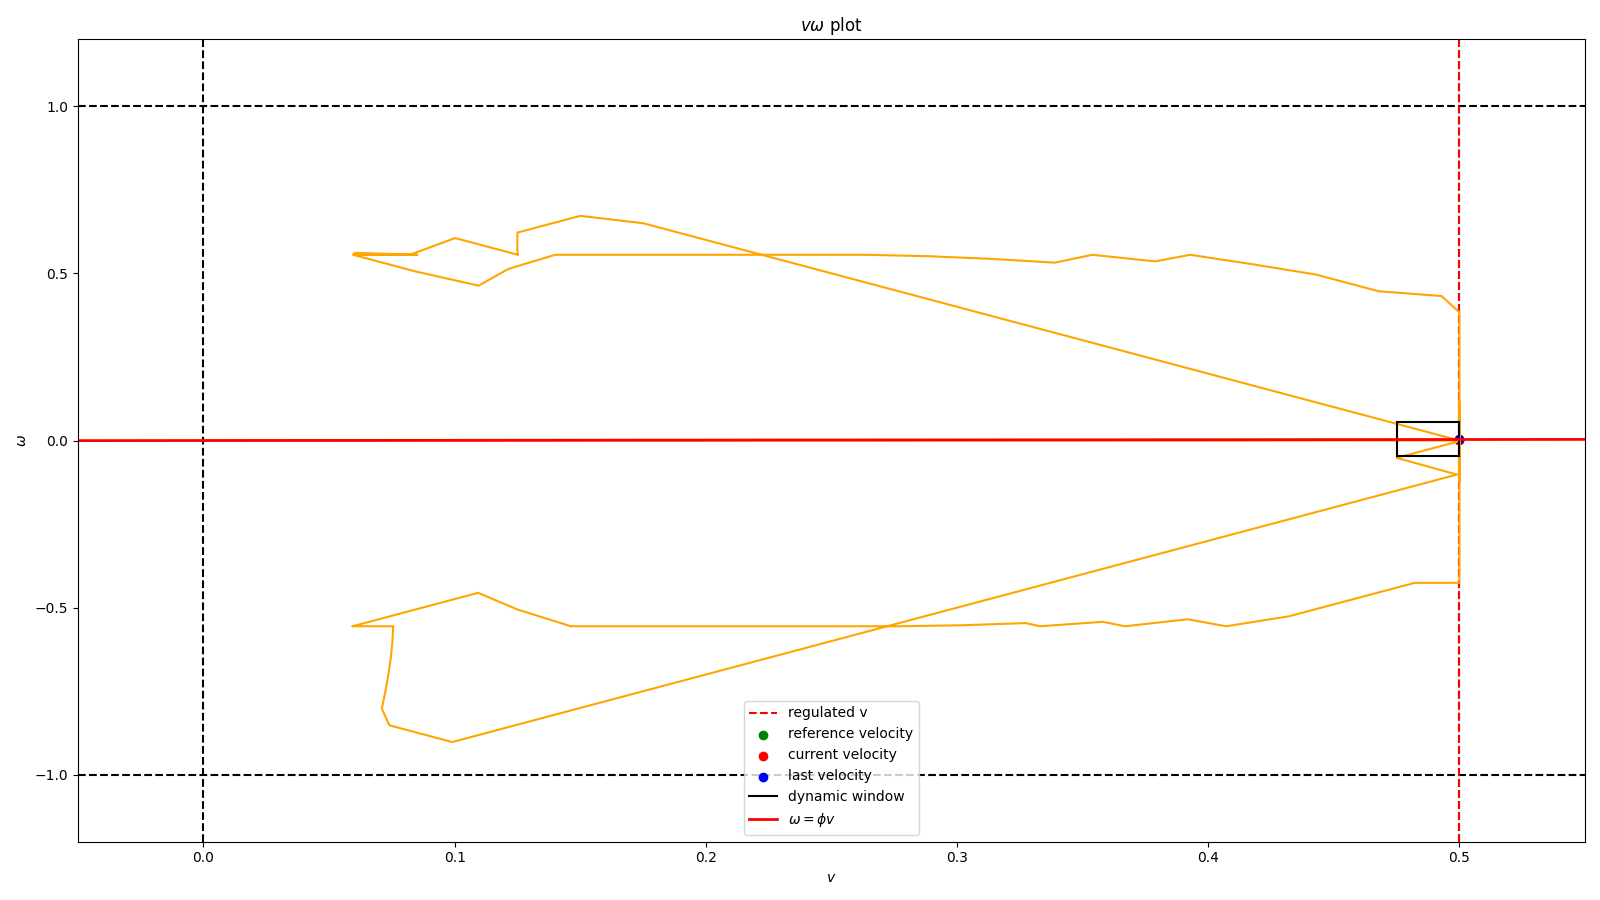 vω plot
1.0
0.5
0.0
−0.5
−1.0
ω
0.0
0.1
0.2
0.3
0.4
0.5
v
regulated v
reference velocity
current velocity
last velocity
dynamic window
ω = ϕv